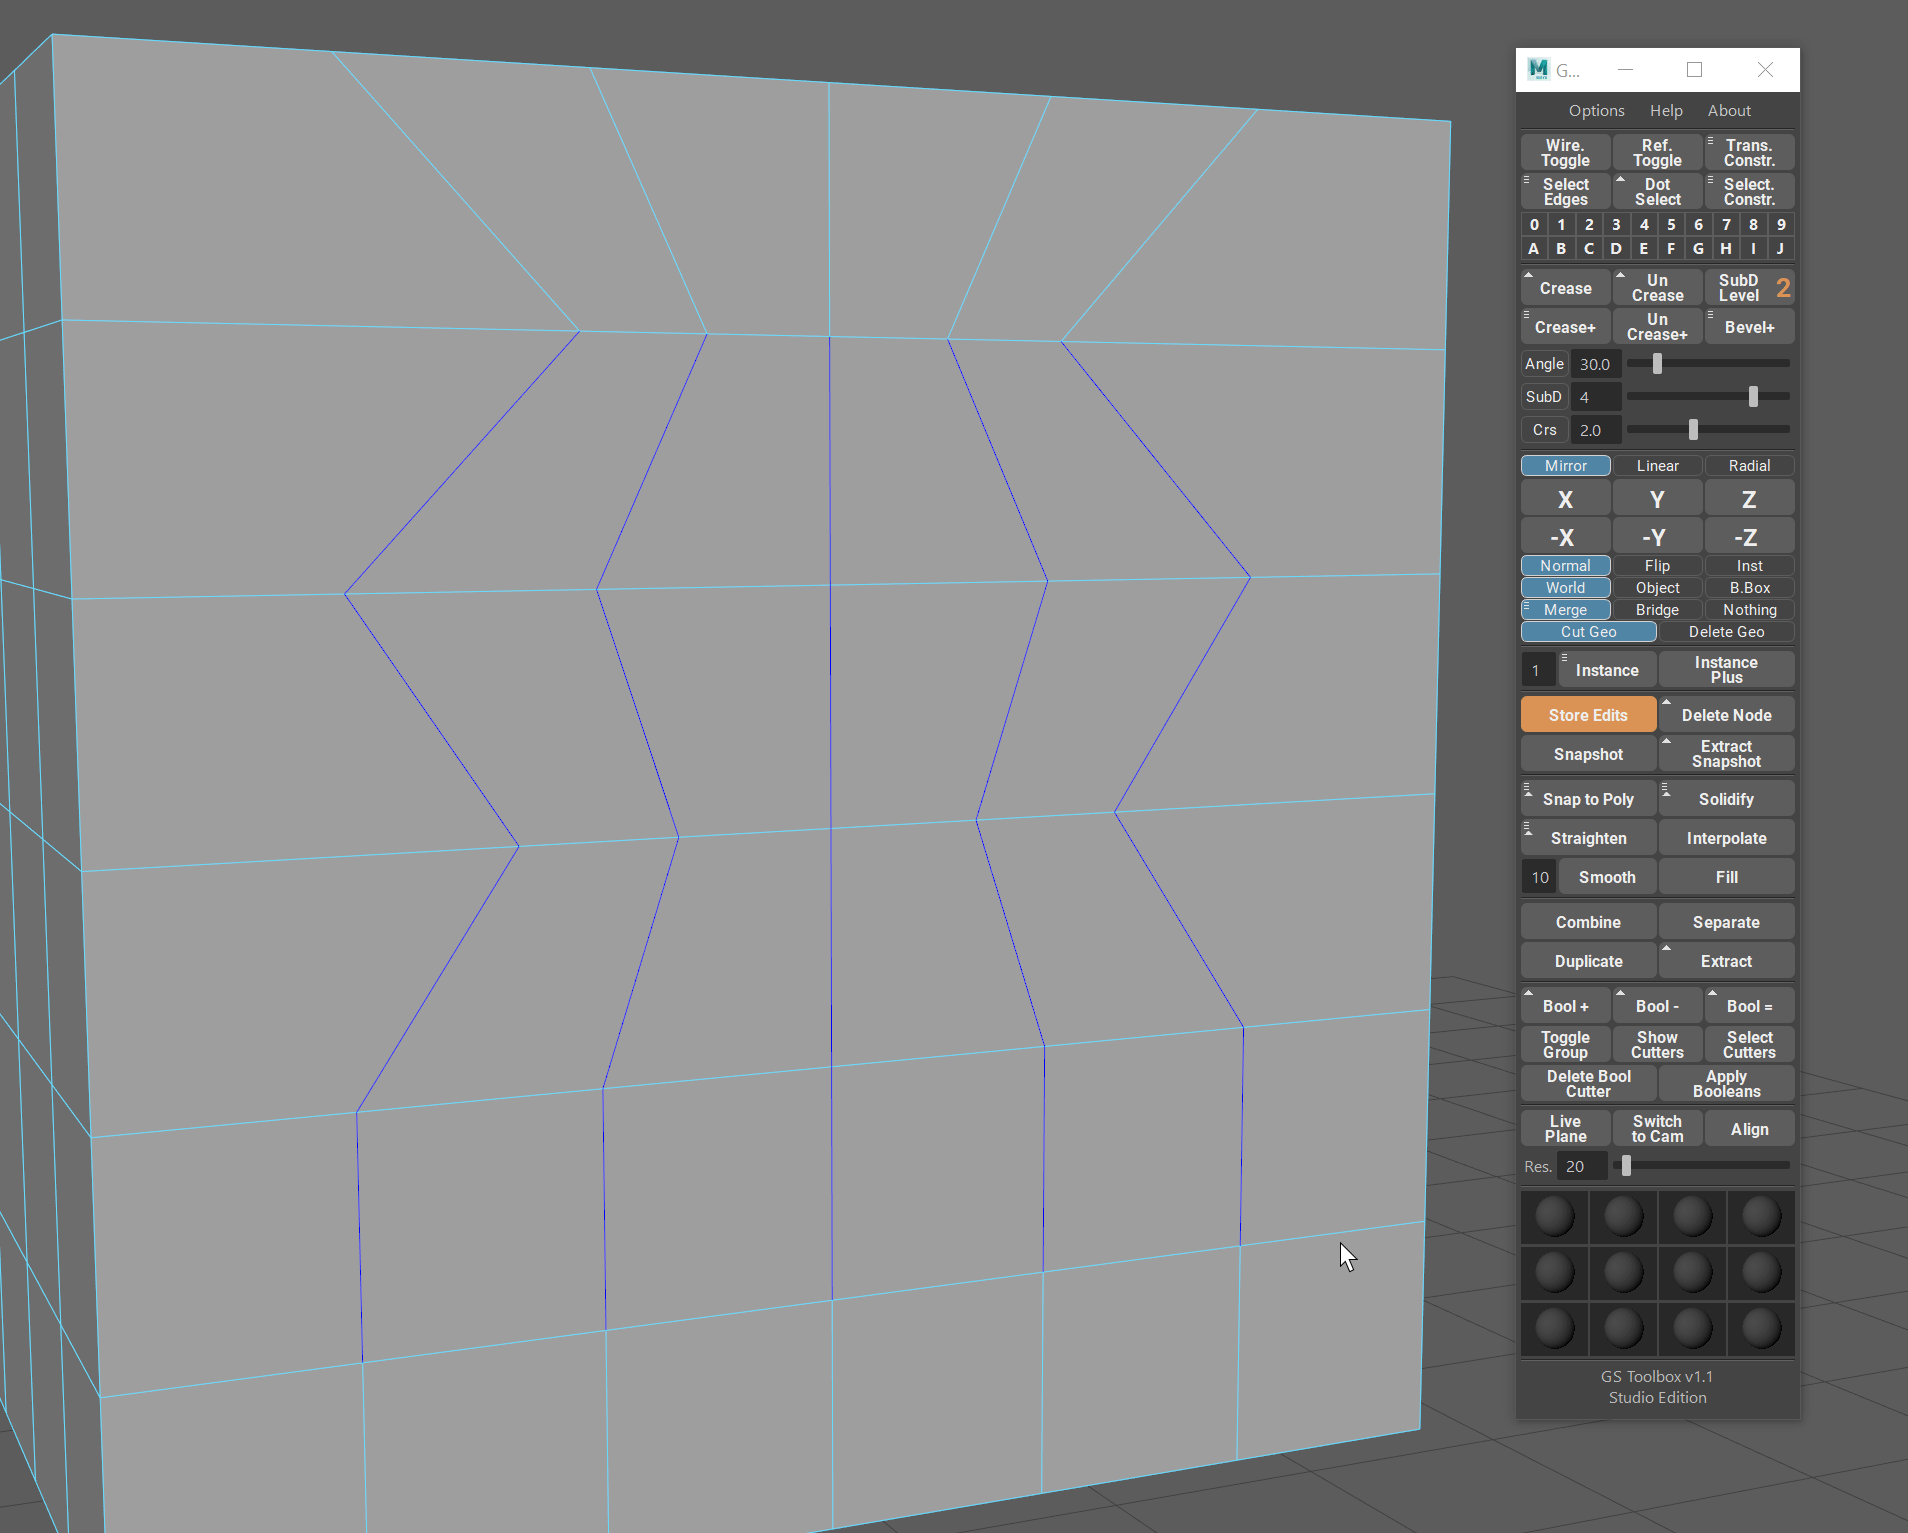 G...
Options Help About
Wire. Toggle Ref. Toggle Trans. Constr.
Select Edges Dot Select Select. Constr.
0 1 2 3 4 5 6 7 8 9
A B C D E F G H I J
Crease Un Crease SubD Level 2
Crease+ Un Crease+ Bevel+
Angle 30.0
SubD 4
Crs 2.0
Mirror Linear Radial
X Y Z
-X -Y -Z
Normal Flip Inst
World Object B.Box
Merge Bridge Nothing
Cut Geo Delete Geo
1 Instance Instance Plus
Store Edits Delete Node
Snapshot Extract Snapshot
Snap to Poly Solidify
Straighten Interpolate
10 Smooth Fill
Combine Separate
Duplicate Extract
Bool + Bool - Bool =
Toggle Group Show Cutters Select Cutters
Delete Bool Cutter Apply Booleans
Live Plane Switch to Cam Align
Res. 20
GS Toolbox v1.1
Studio Edition